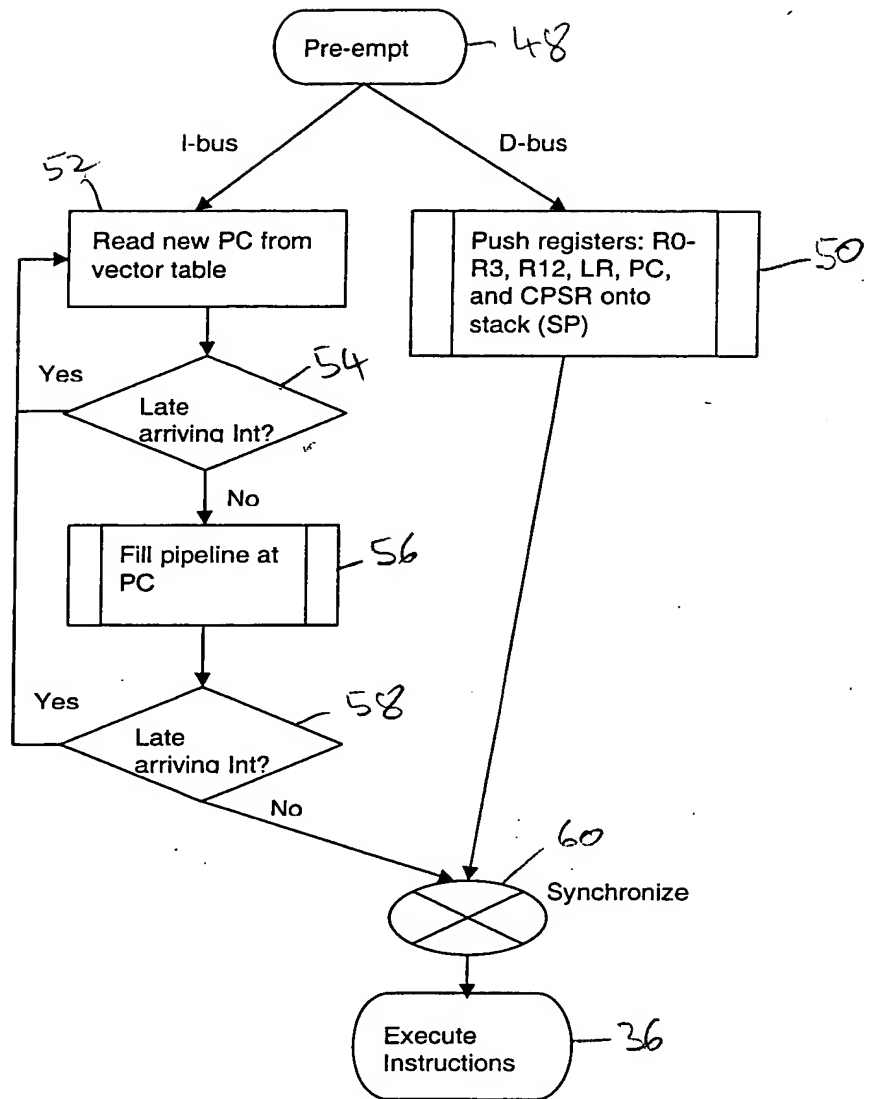 Pre-empt
48
I-bus
D-bus
52
Read new PC from
vector table
Push registers: R0-
R3, R12, LR, PC,
and CPSR onto
stack (SP)
50
Yes
54
Late
arriving Int?
No
Fill pipeline at
PC
56
Yes
58
Late
arriving Int?
No
60
Synchronize
Execute
Instructions
36